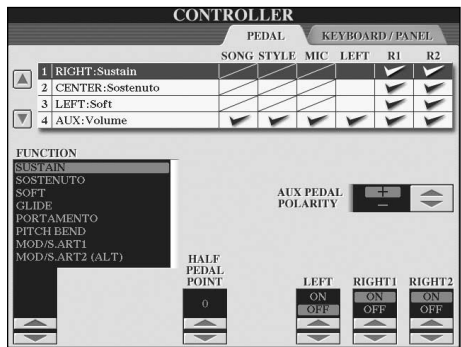 CONTROLLER
PEDAL KEYBOARD / PANEL
SONG STYLE MIC LEFT R1 R2
1 RIGHT:Sustain
2 CENTER:Sostenuto
3 LEFT:Soft
4 AUX:Volume
FUNCTION
SUSTAIN
SOSTENUTO
SOFT
GLIDE
PORTAMENTO
PITCH BEND
MOD/S.ART1
MOD/S.ART2 (ALT)
AUX PEDAL
POLARITY
+
−
HALF
PEDAL
POINT
0
LEFT RIGHT1 RIGHT2
ON ON ON
OFF OFF OFF